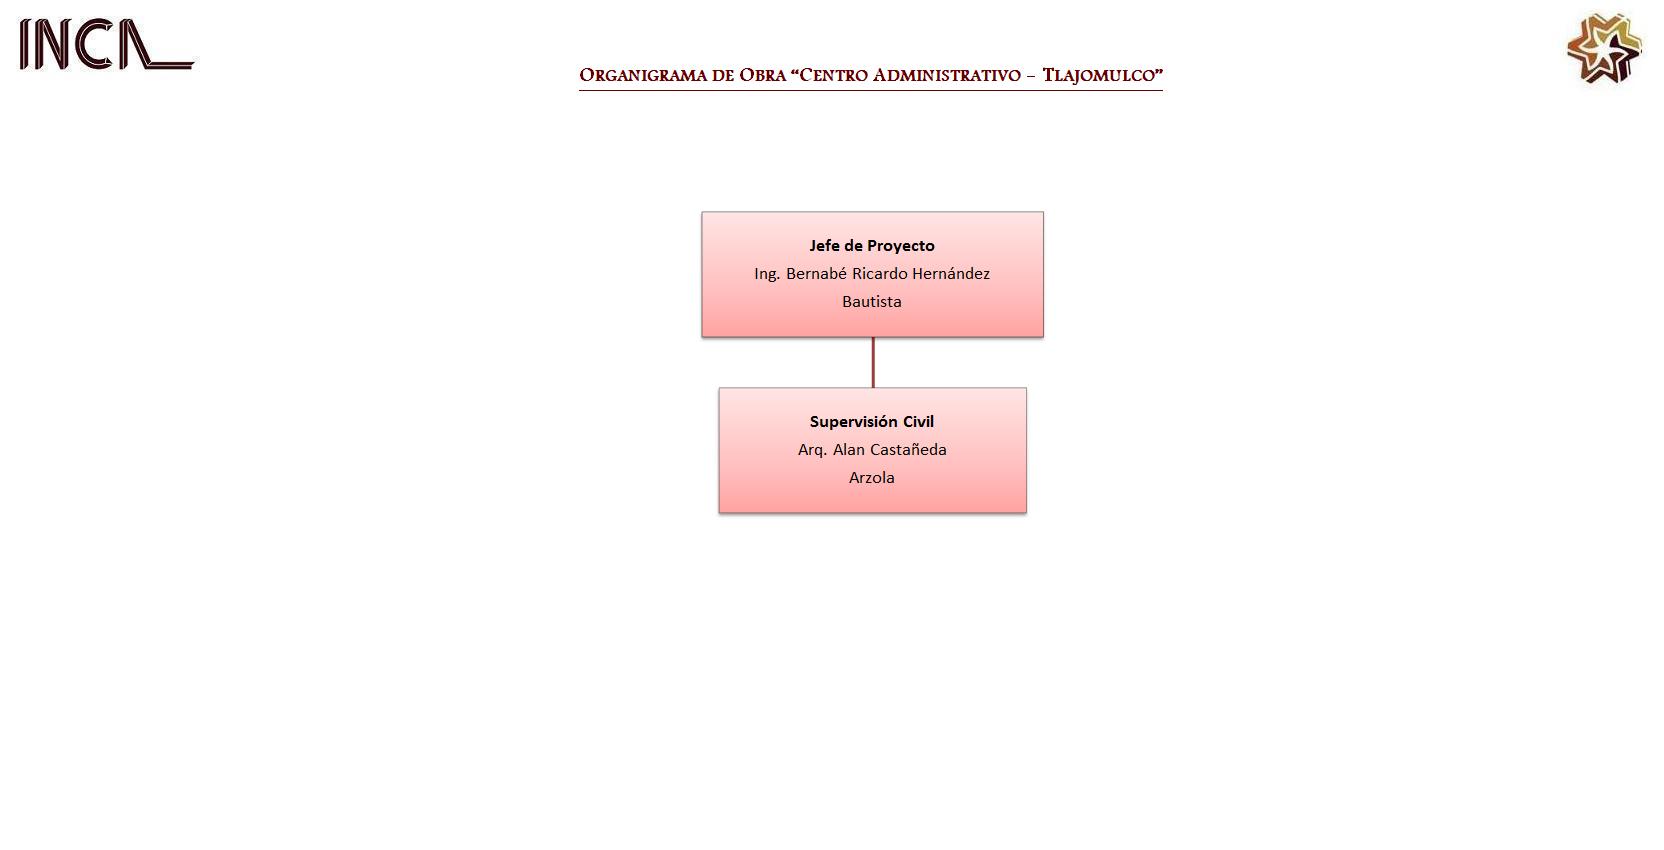 INCA
Organigrama de Obra “Centro Administrativo – Tlajomulco”
Jefe de Proyecto
Ing. Bernabé Ricardo Hernández
Bautista
Supervisión Civil
Arq. Alan Castañeda
Arzola